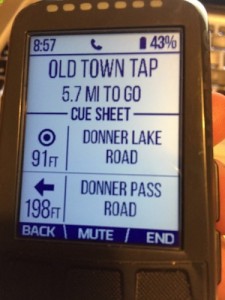 8:57 43%
OLD TOWN TAP
5.7 MI TO GO
CUE SHEET
DONNER LAKE
91FT ROAD
DONNER PASS
198FT ROAD
BACK \ MUTE / END